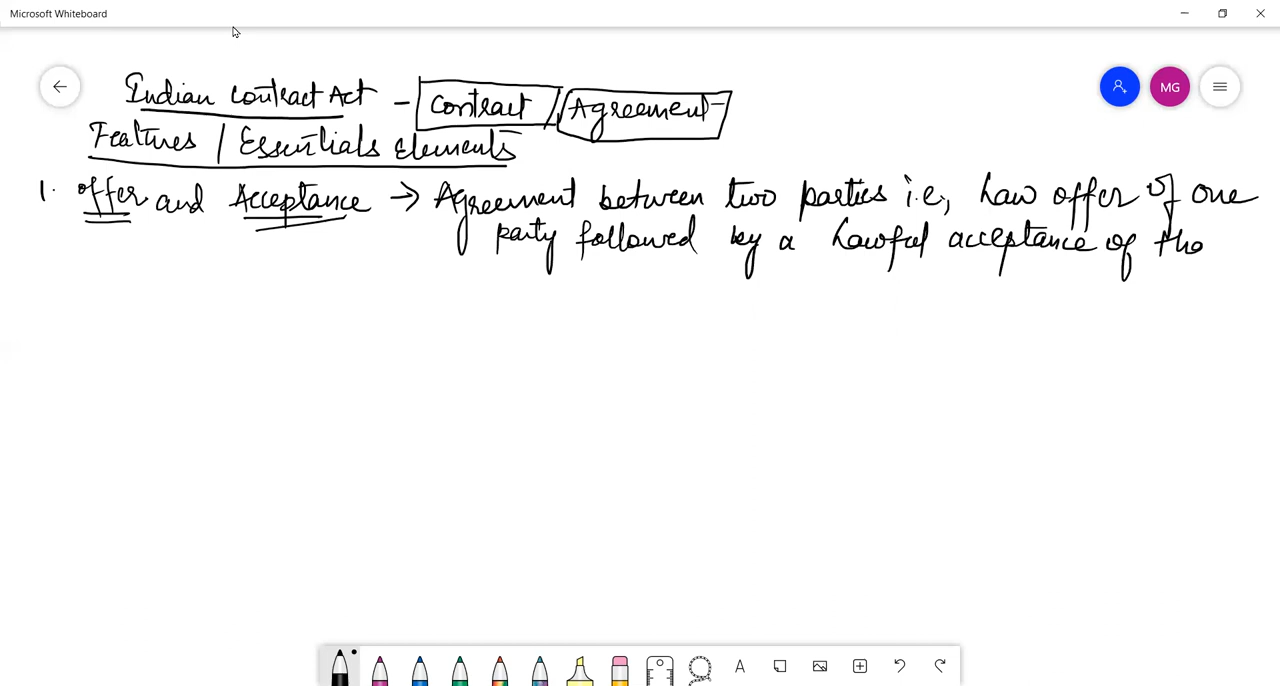 Microsoft Whiteboard
MG
Indian Contract Act - Contract / Agreement
Features / Essentials elements
1. offer and Acceptance → Agreement between two parties i.e, Law offer of one
party followed by a Lawful acceptance of the
A